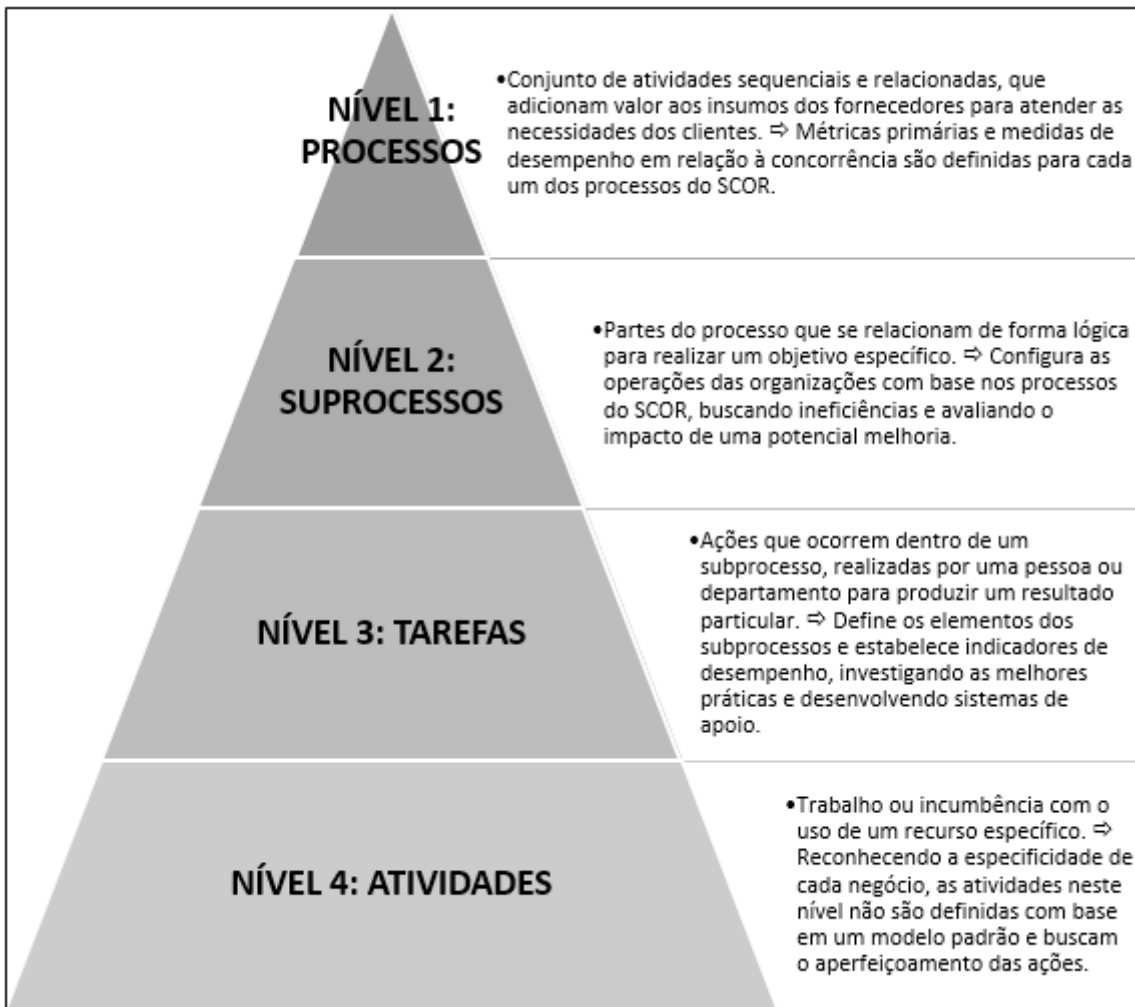 NÍVEL 1:
PROCESSOS
•Conjunto de atividades sequenciais e relacionadas, que
adicionam valor aos insumos dos fornecedores para atender as
necessidades dos clientes. ⇨ Métricas primárias e medidas de
desempenho em relação à concorrência são definidas para cada
um dos processos do SCOR.
NÍVEL 2:
SUPROCESSOS
•Partes do processo que se relacionam de forma lógica
para realizar um objetivo específico. ⇨ Configura as
operações das organizações com base nos processos
do SCOR, buscando ineficiências e avaliando o
impacto de uma potencial melhoria.
NÍVEL 3: TAREFAS
•Ações que ocorrem dentro de um
subprocesso, realizadas por uma pessoa ou
departamento para produzir um resultado
particular. ⇨ Define os elementos dos
subprocessos e estabelece indicadores de
desempenho, investigando as melhores
práticas e desenvolvendo sistemas de
apoio.
NÍVEL 4: ATIVIDADES
•Trabalho ou incumbência com o
uso de um recurso específico. ⇨
Reconhecendo a especificidade de
cada negócio, as atividades neste
nível não são definidas com base
em um modelo padrão e buscam
o aperfeiçoamento das ações.